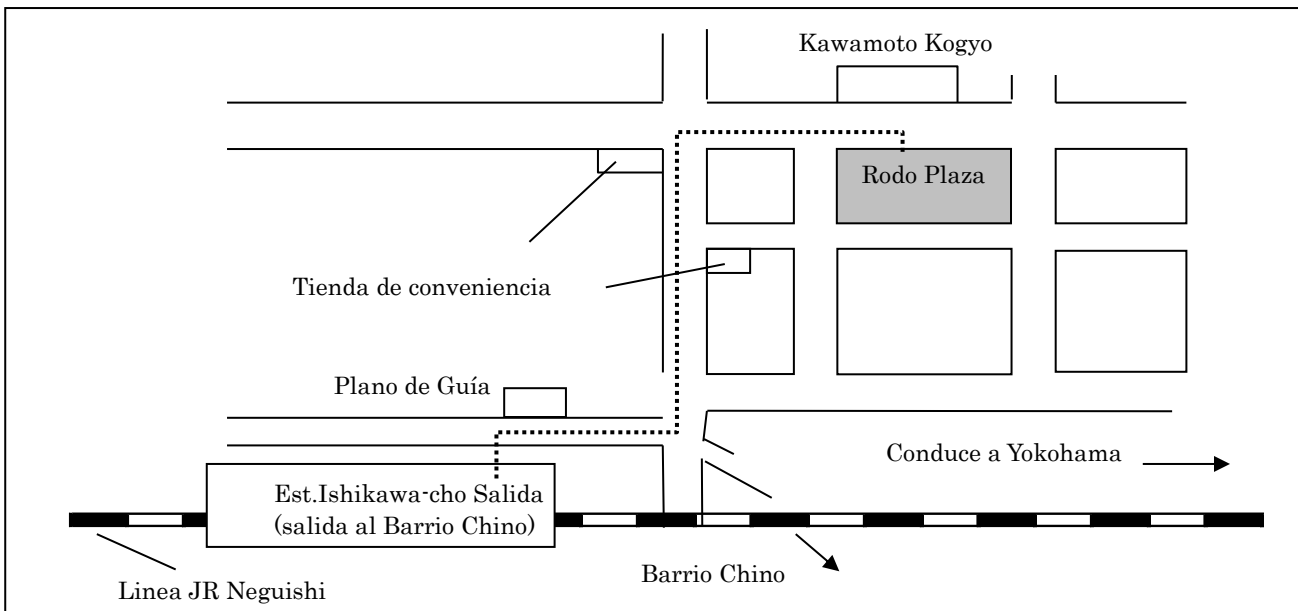 Kawamoto Kogyo
Rodo Plaza
Tienda de conveniencia
Plano de Guía
Conduce a Yokohama
Est.Ishikawa-cho Salida
(salida al Barrio Chino)
Barrio Chino
Linea JR Neguishi